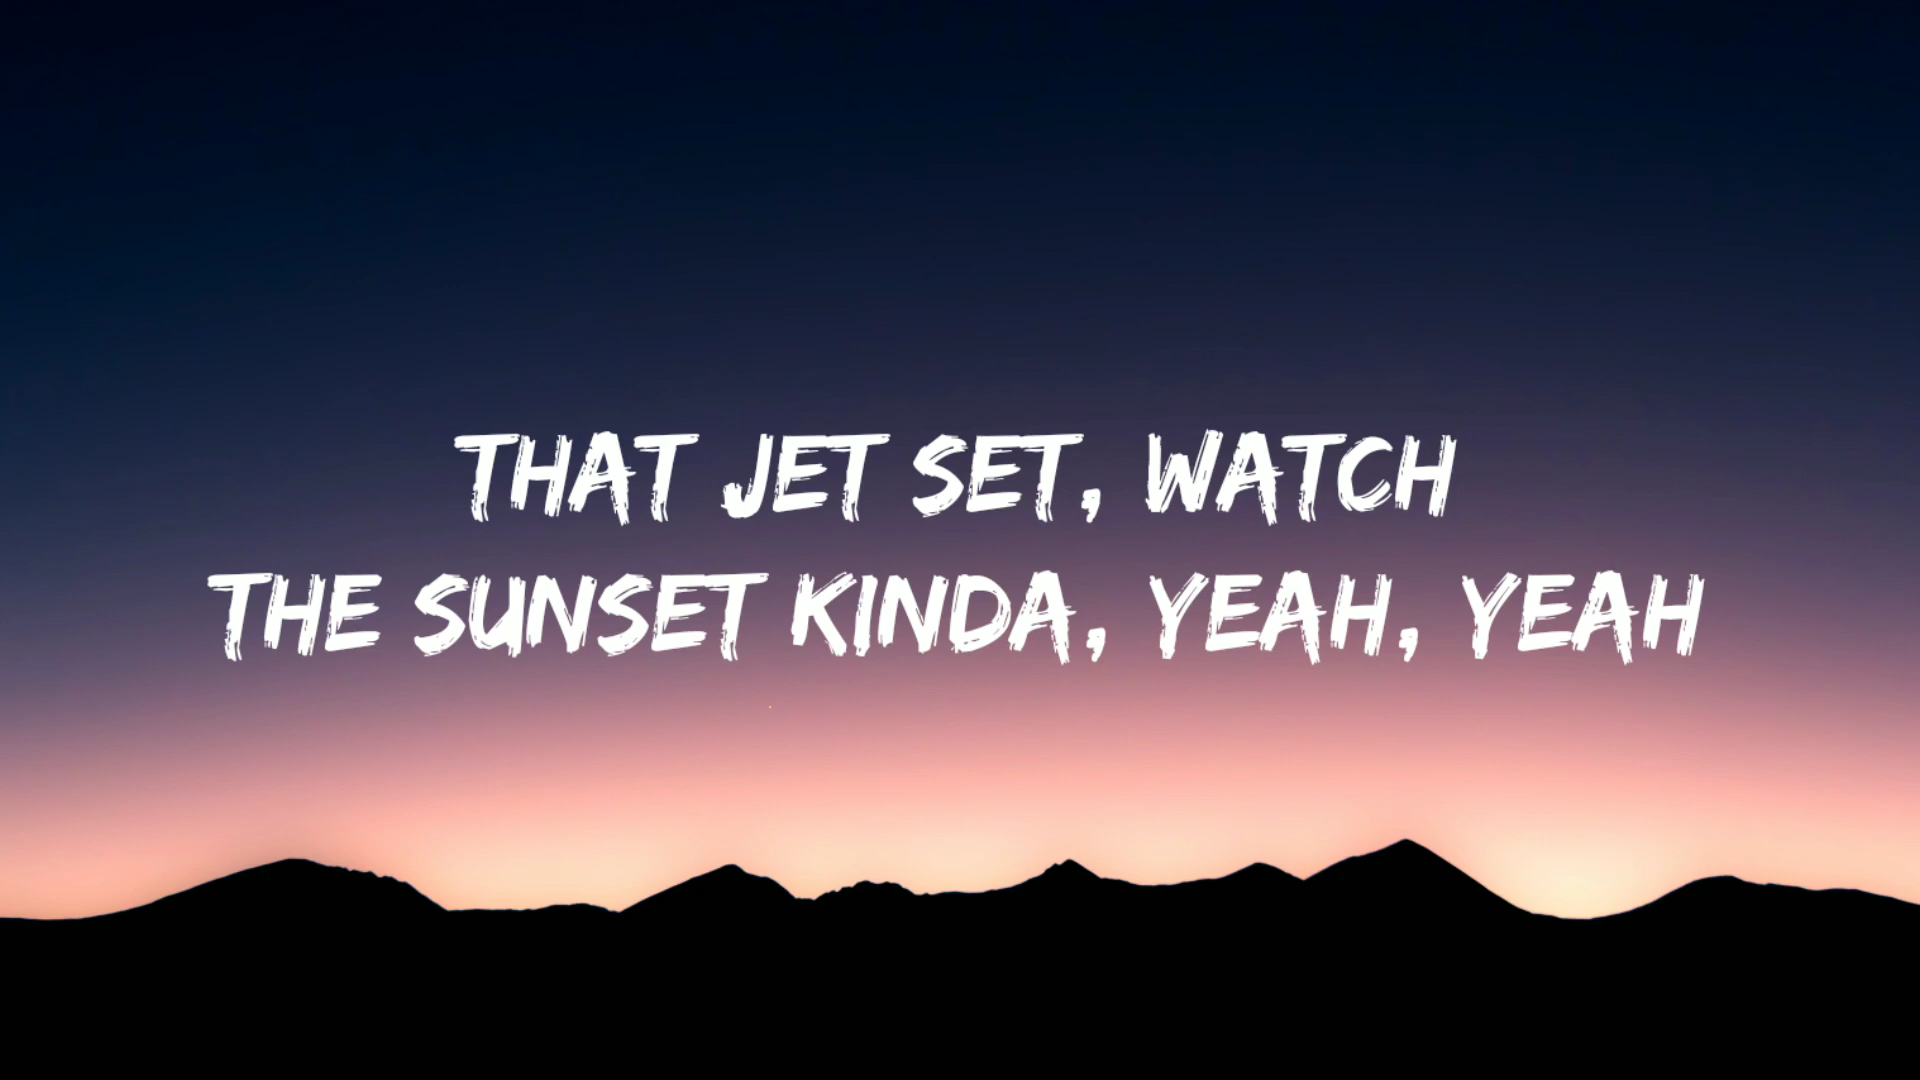 THAT JET SET, WATCH
THE SUNSET KINDA, YEAH, YEAH